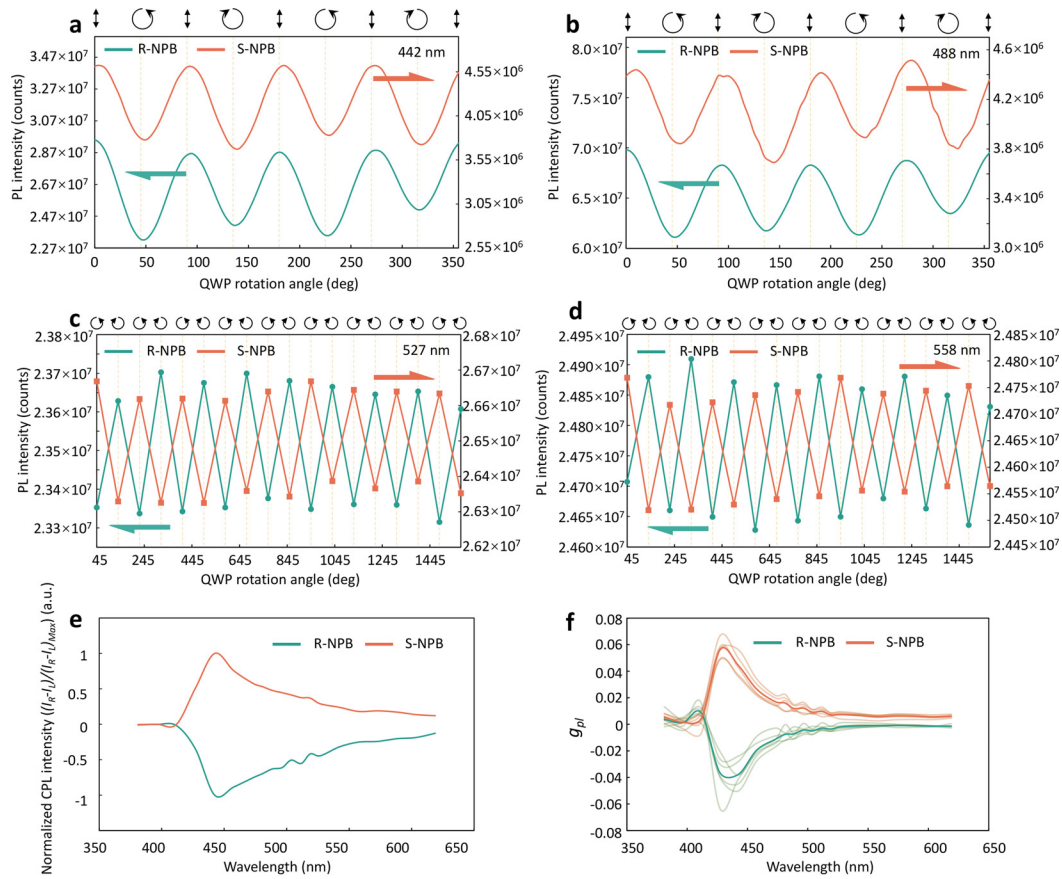 a
R-NPB S-NPB 442 nm
PL intensity (counts)
3.47×10⁷
3.27×10⁷
3.07×10⁷
2.87×10⁷
2.67×10⁷
2.47×10⁷
2.27×10⁷
4.55×10⁶
4.05×10⁶
3.55×10⁶
3.05×10⁶
2.55×10⁶
0 50 100 150 200 250 300 350
QWP rotation angle (deg)
b
R-NPB S-NPB 488 nm
PL intensity (counts)
8.0×10⁷
7.0×10⁷
6.0×10⁷
4.6×10⁶
4.2×10⁶
3.8×10⁶
3.4×10⁶
3.0×10⁶
0 50 100 150 200 250 300 350
QWP rotation angle (deg)
c
R-NPB S-NPB 527 nm
PL intensity (counts)
2.38×10⁷
2.37×10⁷
2.36×10⁷
2.35×10⁷
2.34×10⁷
2.33×10⁷
2.68×10⁷
2.67×10⁷
2.66×10⁷
2.65×10⁷
2.64×10⁷
2.63×10⁷
2.62×10⁷
45 245 445 645 845 1045 1245 1445
QWP rotation angle (deg)
d
R-NPB S-NPB 558 nm
PL intensity (counts)
2.495×10⁷
2.490×10⁷
2.485×10⁷
2.480×10⁷
2.475×10⁷
2.470×10⁷
2.465×10⁷
2.460×10⁷
2.485×10⁷
2.480×10⁷
2.475×10⁷
2.470×10⁷
2.465×10⁷
2.460×10⁷
2.455×10⁷
2.450×10⁷
2.445×10⁷
45 245 445 645 845 1045 1245 1445
QWP rotation angle (deg)
e
R-NPB S-NPB
Normalized CPL intensity ((I_R-I_L)/(I_R-I_L)_Max) (a.u.)
1
0.5
0
-0.5
-1
350 400 450 500 550 600 650
Wavelength (nm)
f
R-NPB S-NPB
g_pl
0.08
0.06
0.04
0.02
0
-0.02
-0.04
-0.06
-0.08
350 400 450 500 550 600 650
Wavelength (nm)